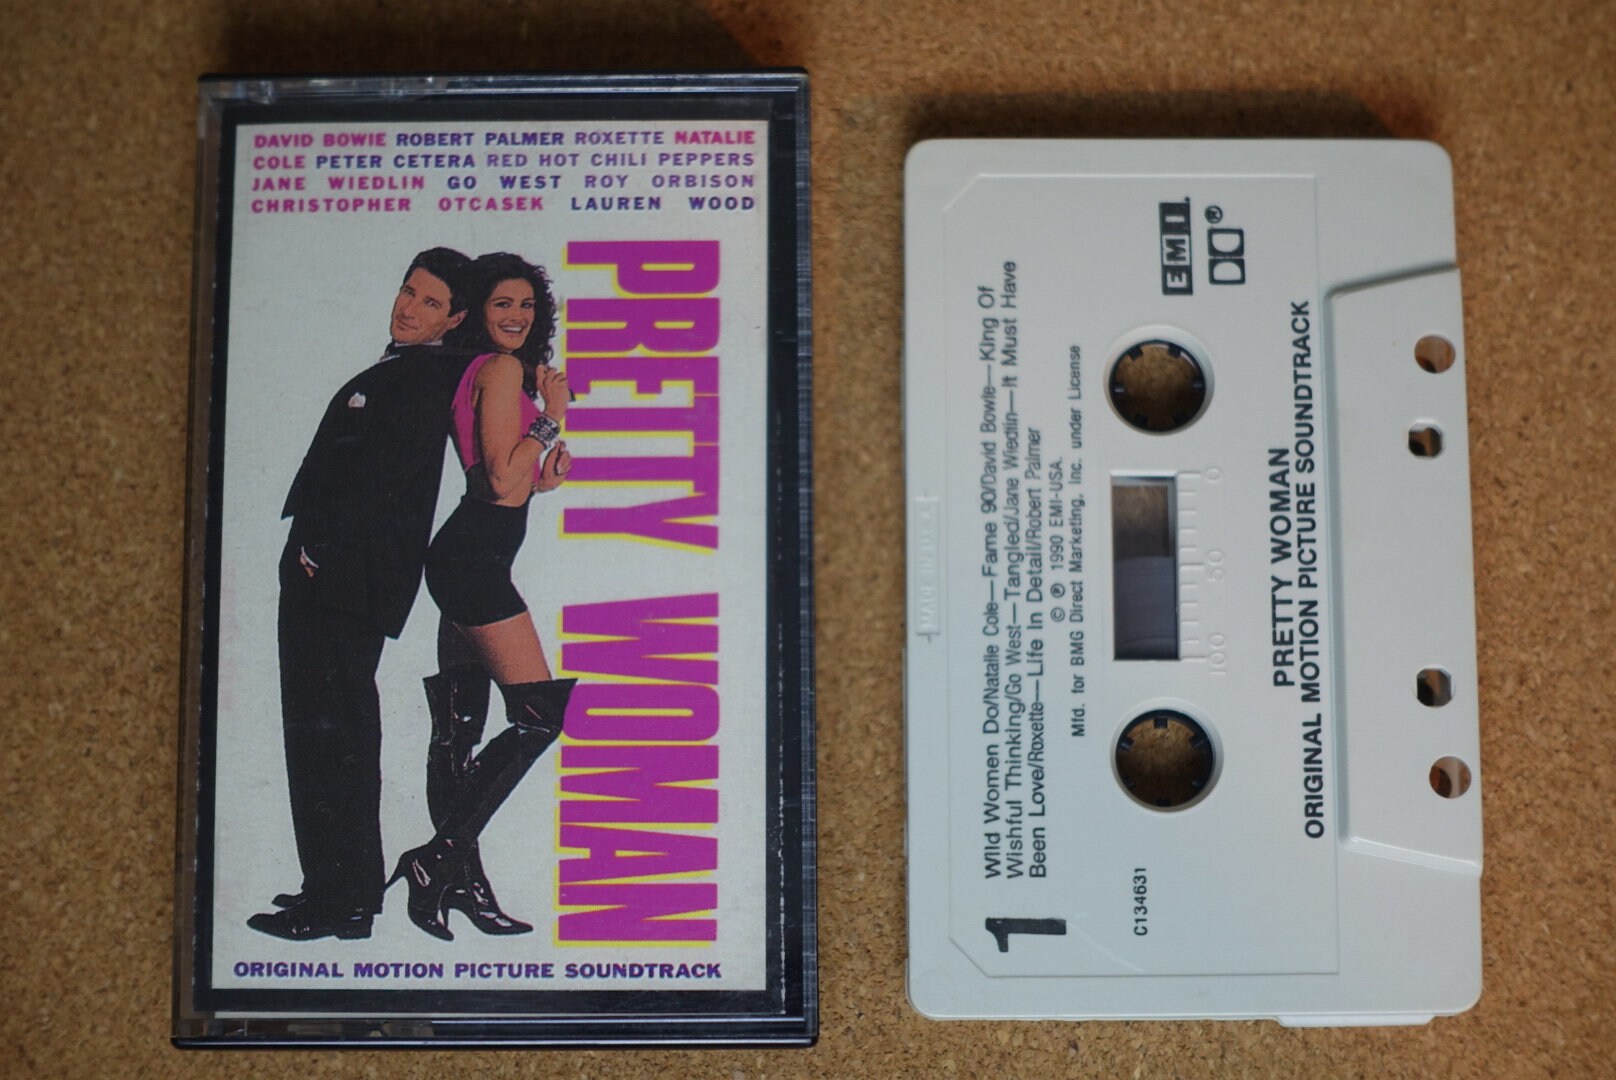 DAVID BOWIE ROBERT PALMER ROXETTE NATALIE
COLE PETER CETERA RED HOT CHILI PEPPERS
JANE WIEDLIN GO WEST ROY ORBISON
CHRISTOPHER OTCASEK LAUREN WOOD
PRETTY WOMAN
ORIGINAL MOTION PICTURE SOUNDTRACK
MADE IN U.S.A.
1
Wild Women Do/Natalie Cole—Fame 90/David Bowie—King Of
Wishful Thinking/Go West—Tangled/Jane Wiedlin—It Must Have
Been Love/Roxette—Life In Detail/Robert Palmer
© ℗ 1990 EMI-USA.
Mfd. for BMG Direct Marketing, Inc. under License
C134631
EMI
®
100 50 0
PRETTY WOMAN
ORIGINAL MOTION PICTURE SOUNDTRACK